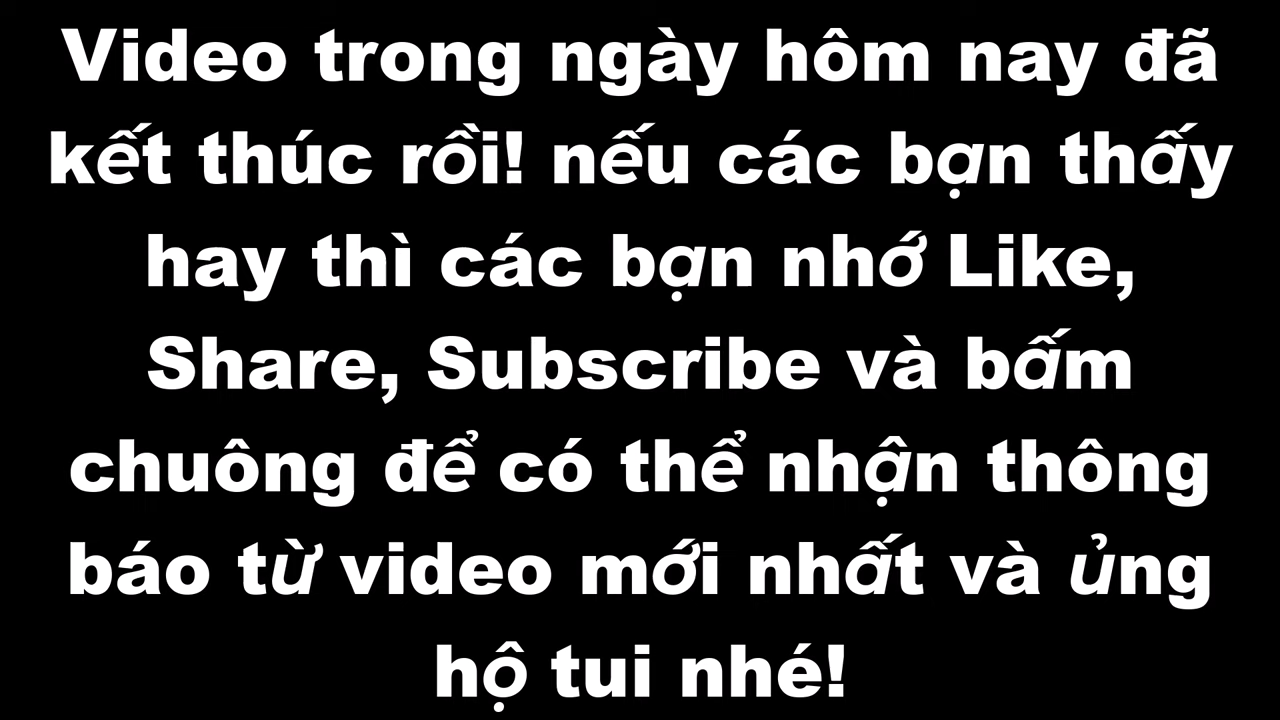 Video trong ngày hôm nay đã
kết thúc rồi! nếu các bạn thấy
hay thì các bạn nhớ Like,
Share, Subscribe và bấm
chuông để có thể nhận thông
báo từ video mới nhất và ủng
hộ tui nhé!